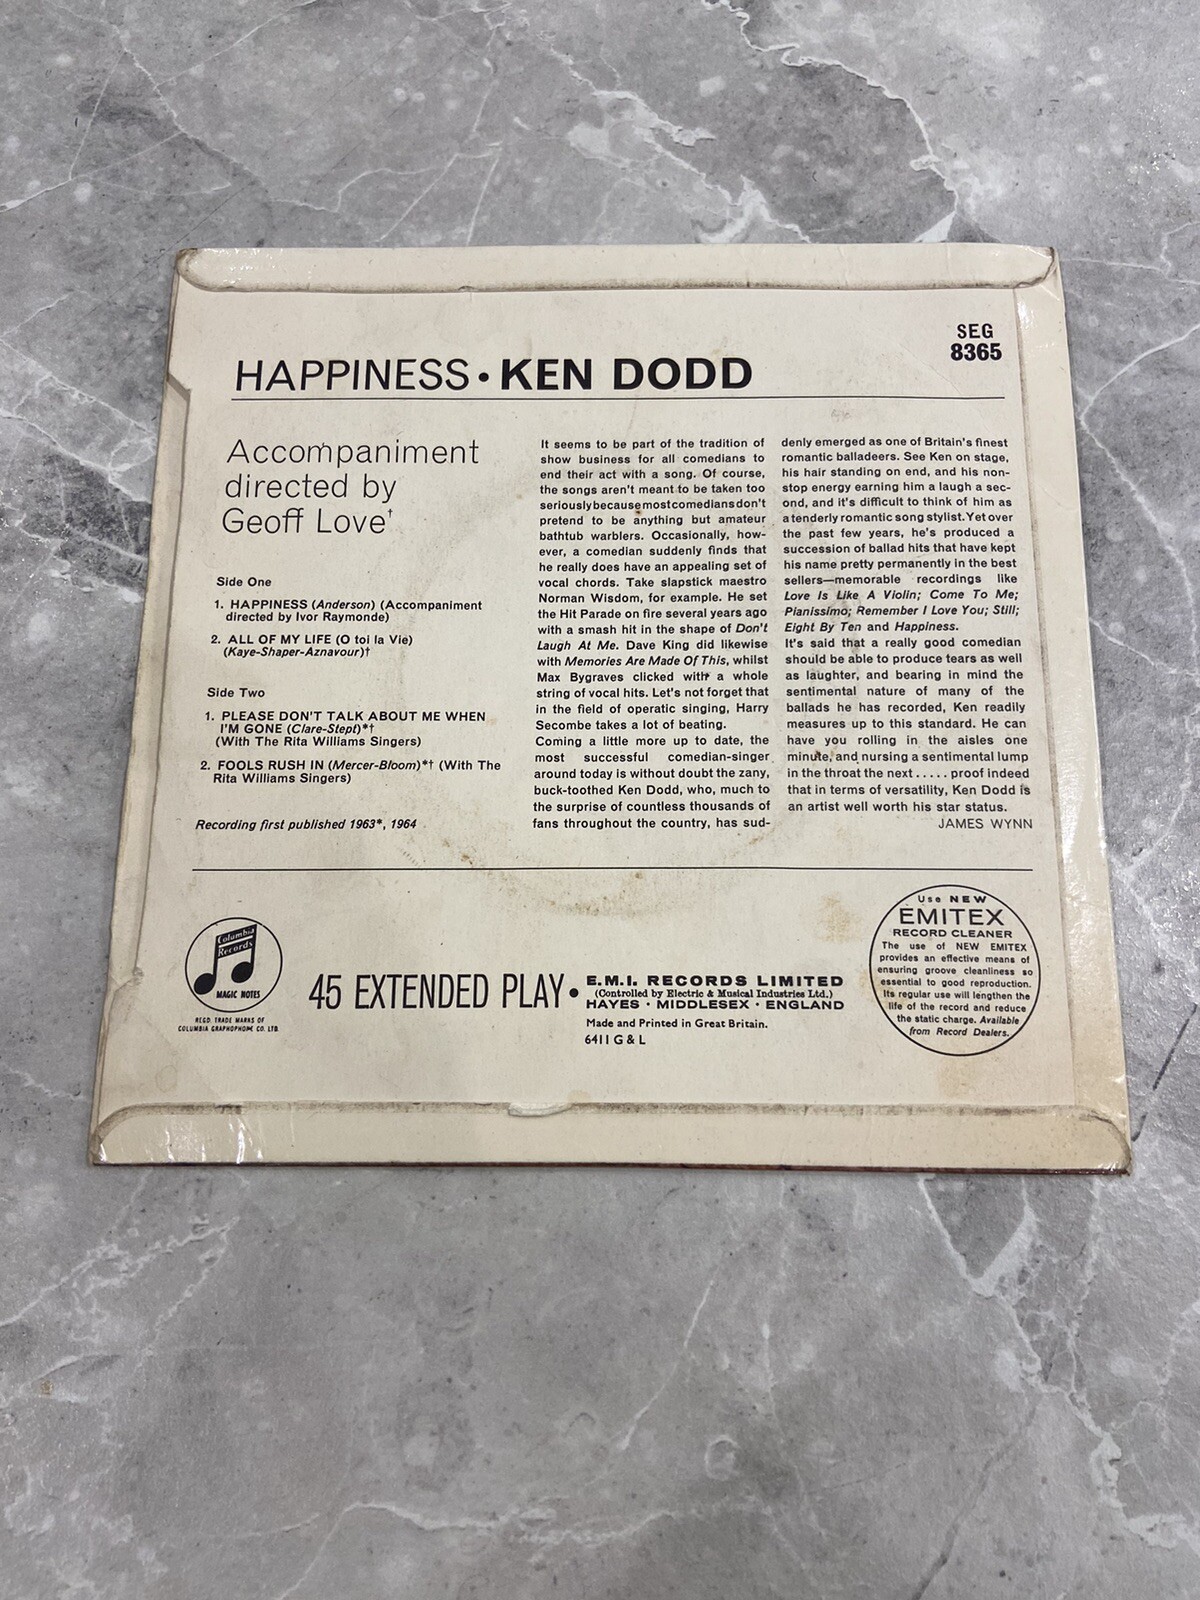 SEG
8365
HAPPINESS • KEN DODD
Accompaniment
directed by
Geoff Love†
Side One
1. HAPPINESS (Anderson) (Accompaniment
directed by Ivor Raymonde)
2. ALL OF MY LIFE (O toi la Vie)
(Kaye-Shaper-Aznavour)†
Side Two
1. PLEASE DON'T TALK ABOUT ME WHEN
I'M GONE (Clare-Stept)*†
(With The Rita Williams Singers)
2. FOOLS RUSH IN (Mercer-Bloom)*† (With The
Rita Williams Singers)
Recording first published 1963*, 1964
It seems to be part of the tradition of
show business for all comedians to
end their act with a song. Of course,
the songs aren't meant to be taken too
seriously because most comedians don't
pretend to be anything but amateur
bathtub warblers. Occasionally, how-
ever, a comedian suddenly finds that
he really does have an appealing set of
vocal chords. Take slapstick maestro
Norman Wisdom, for example. He set
the Hit Parade on fire several years ago
with a smash hit in the shape of Don't
Laugh At Me. Dave King did likewise
with Memories Are Made Of This, whilst
Max Bygraves clicked with a whole
string of vocal hits. Let's not forget that
in the field of operatic singing, Harry
Secombe takes a lot of beating.
Coming a little more up to date, the
most successful comedian-singer
around today is without doubt the zany,
buck-toothed Ken Dodd, who, much to
the surprise of countless thousands of
fans throughout the country, has sud-
denly emerged as one of Britain's finest
romantic balladeers. See Ken on stage,
his hair standing on end, and his non-
stop energy earning him a laugh a sec-
ond, and it's difficult to think of him as
a tenderly romantic song stylist. Yet over
the past few years, he's produced a
succession of ballad hits that have kept
his name pretty permanently in the best
sellers—memorable recordings like
Love Is Like A Violin; Come To Me;
Pianissimo; Remember I Love You; Still;
Eight By Ten and Happiness.
It's said that a really good comedian
should be able to produce tears as well
as laughter, and bearing in mind the
sentimental nature of many of the
ballads he has recorded, Ken readily
measures up to this standard. He can
have you rolling in the aisles one
minute, and nursing a sentimental lump
in the throat the next ..... proof indeed
that in terms of versatility, Ken Dodd is
an artist well worth his star status.
JAMES WYNN
Columbia
Records
MAGIC NOTES
REGD. TRADE MARKS OF
COLUMBIA GRAPHOPHONE CO. LTD.
45 EXTENDED PLAY •
E.M.I. RECORDS LIMITED
(Controlled by Electric & Musical Industries Ltd.)
HAYES · MIDDLESEX · ENGLAND
Made and Printed in Great Britain.
6411 G & L
Use NEW
EMITEX
RECORD CLEANER
The use of NEW EMITEX
provides an effective means of
ensuring groove cleanliness so
essential to good reproduction.
Its regular use will lengthen the
life of the record and reduce
the static charge. Available
from Record Dealers.